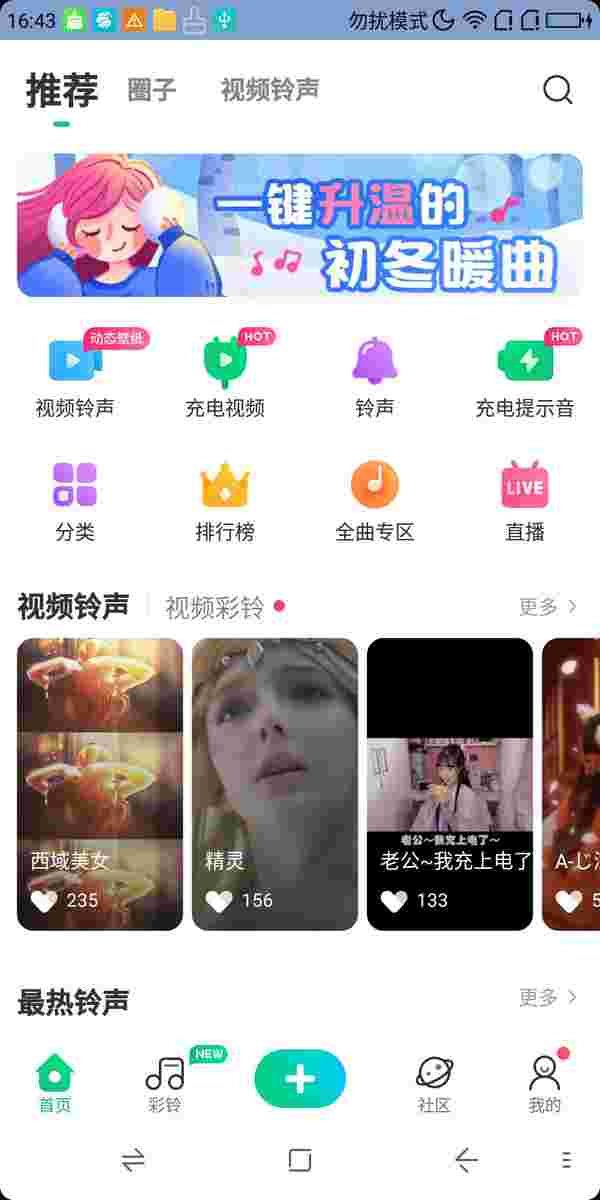 16:43
勿扰模式
推荐
圈子
视频铃声
一键升温的
初冬暖曲
动态壁纸
HOT
HOT
视频铃声
充电视频
铃声
充电提示音
LIVE
分类
排行榜
全曲专区
直播
视频铃声
视频彩铃
更多
老公～我充上电了～
西域美女
精灵
老公~我充上电了
235
156
133
最热铃声
更多
NEW
首页
彩铃
社区
我的